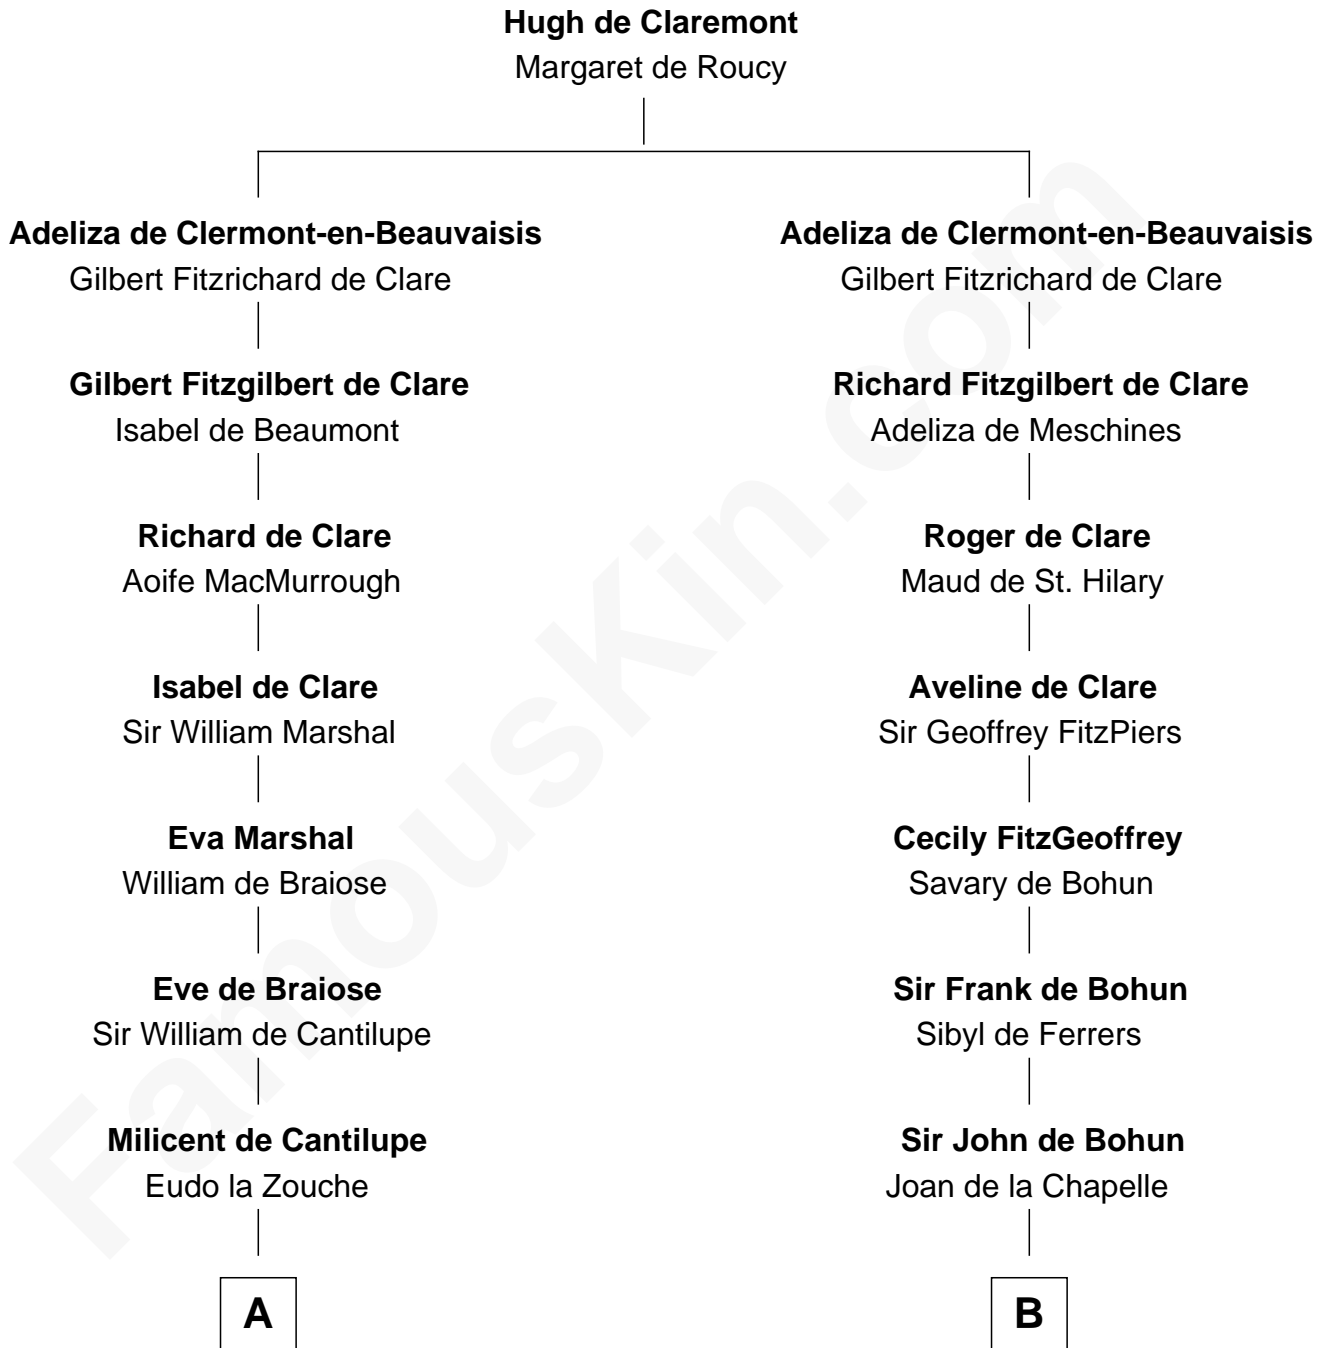 Hugh de Claremont
Margaret de Roucy
Adeliza de Clermont-en-Beauvaisis
Gilbert Fitzrichard de Clare
Gilbert Fitzgilbert de Clare
Isabel de Beaumont
Richard de Clare
Aoife MacMurrough
Isabel de Clare
Sir William Marshal
Eva Marshal
William de Braiose
Eve de Braiose
Sir William de Cantilupe
Milicent de Cantilupe
Eudo la Zouche
A
Adeliza de Clermont-en-Beauvaisis
Gilbert Fitzrichard de Clare
Richard Fitzgilbert de Clare
Adeliza de Meschines
Roger de Clare
Maud de St. Hilary
Aveline de Clare
Sir Geoffrey FitzPiers
Cecily FitzGeoffrey
Savary de Bohun
Sir Frank de Bohun
Sibyl de Ferrers
Sir John de Bohun
Joan de la Chapelle
B
FamousKin.com